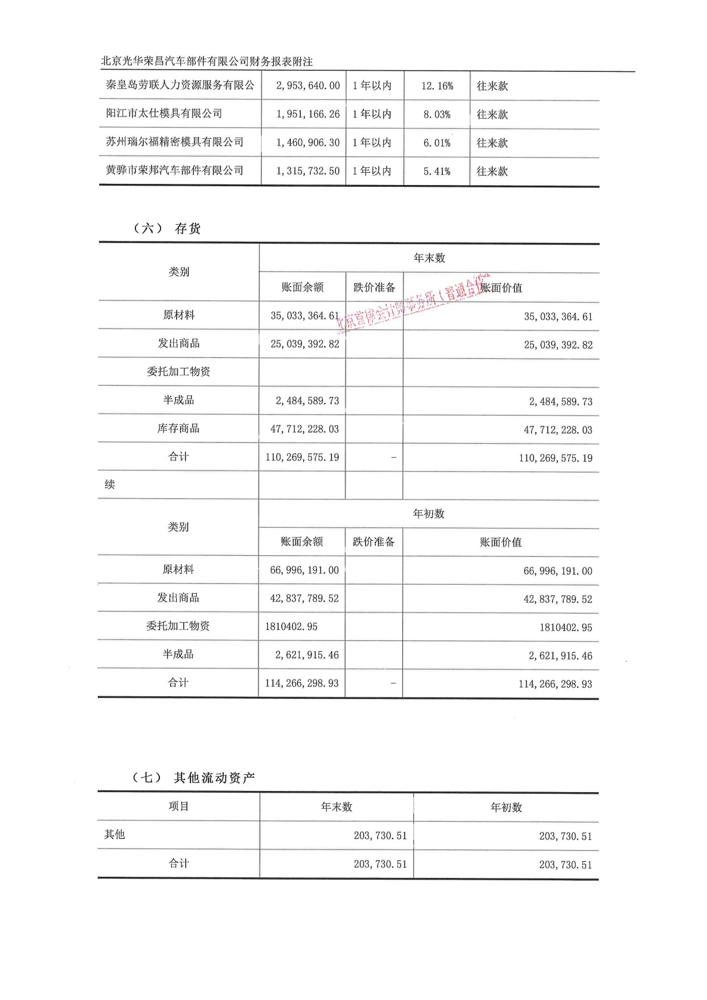 北京光华荣昌汽车部件有限公司财务报表附注
秦皇岛劳联人力资源服务有限公 2,953,640.00 1年以内 12.16% 往来款
阳江市太仕模具有限公司 1,951,166.26 1年以内 8.03% 往来款
苏州瑞尔福精密模具有限公司 1,460,906.30 1年以内 6.01% 往来款
黄骅市荣邦汽车部件有限公司 1,315,732.50 1年以内 5.41% 往来款
（六） 存货
类别 年末数
账面余额 跌价准备 账面价值
原材料 35,033,364.61 35,033,364.61
发出商品 25,039,392.82 25,039,392.82
委托加工物资
半成品 2,484,589.73 2,484,589.73
库存商品 47,712,228.03 47,712,228.03
合计 110,269,575.19 – 110,269,575.19
续
类别 年初数
账面余额 跌价准备 账面价值
原材料 66,996,191.00 66,996,191.00
发出商品 42,837,789.52 42,837,789.52
委托加工物资 1810402.95 1810402.95
半成品 2,621,915.46 2,621,915.46
合计 114,266,298.93 – 114,266,298.93
（七） 其他流动资产
项目 年末数 年初数
其他 203,730.51 203,730.51
合计 203,730.51 203,730.51